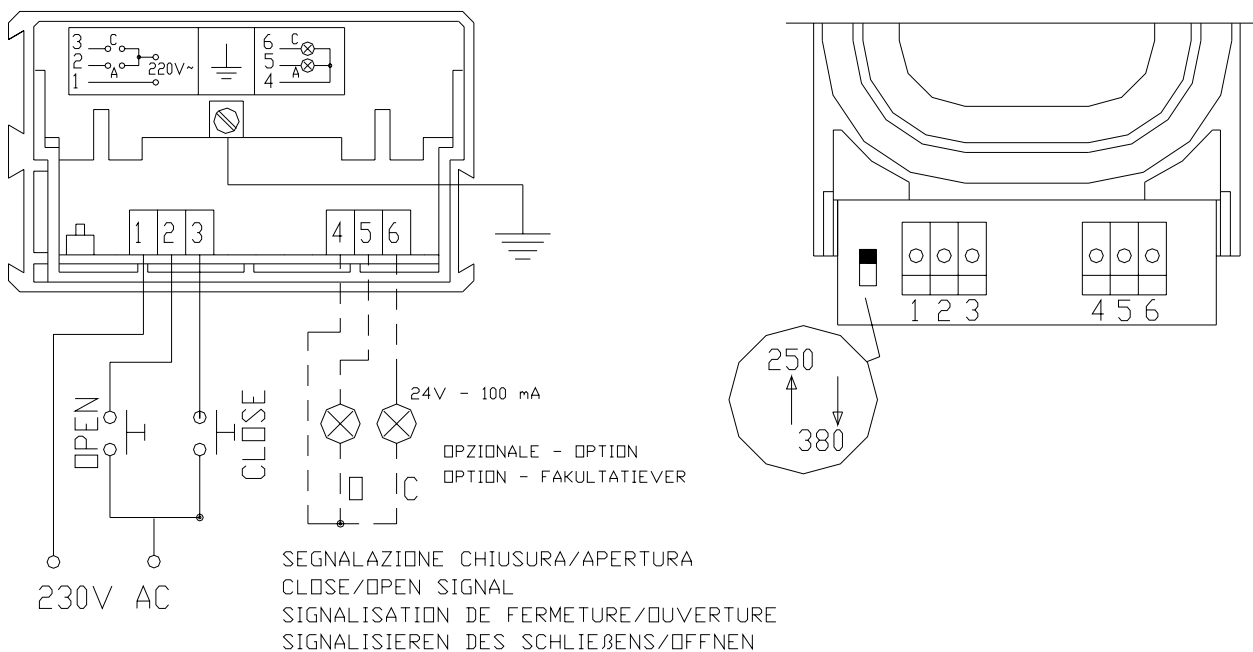 3 C
2 A 220V~
1
6 C
5 A
4
1 2 3
4 5 6
OPEN
CLOSE
24V - 100 mA
OPZIONALE - OPTION
OPTION - FAKULTATIEVER
O C
230V AC
SEGNALAZIONE CHIUSURA/APERTURA
CLOSE/OPEN SIGNAL
SIGNALISATION DE FERMETURE/OUVERTURE
SIGNALISIEREN DES SCHLIEßENS/OFFNEN
1 2 3
4 5 6
250
380